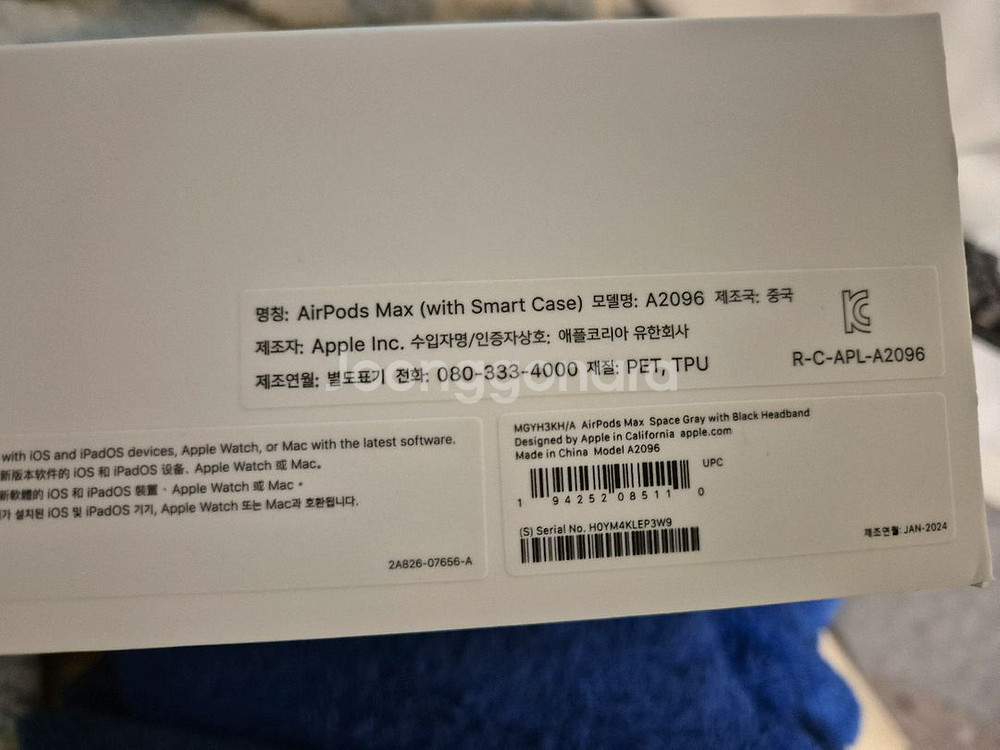 명칭: AirPods Max (with Smart Case) 모델명: A2096 제조국: 중국
제조자: Apple Inc. 수입자명/인증자상호: 애플코리아 유한회사
제조연월: 별도표기 전화: 080-333-4000 재질: PET, TPU
R-C-APL-A2096
joonggonara
with iOS and iPadOS devices, Apple Watch, or Mac with the latest software.
新版本软件的 iOS 和 iPadOS 设备、Apple Watch 或 Mac。
新軟體的 iOS 和 iPadOS 裝置、Apple Watch 或 Mac。
가 설치된 iOS 및 iPadOS 기기, Apple Watch 또는 Mac과 호환됩니다.
2A826-07656-A
MGYH3KH/A AirPods Max Space Gray with Black Headband
Designed by Apple in California apple.com
Made in China Model A2096
UPC
1 94252 08511 0
(S) Serial No. H0YM4KLEP3W9
제조연월: JAN-2024